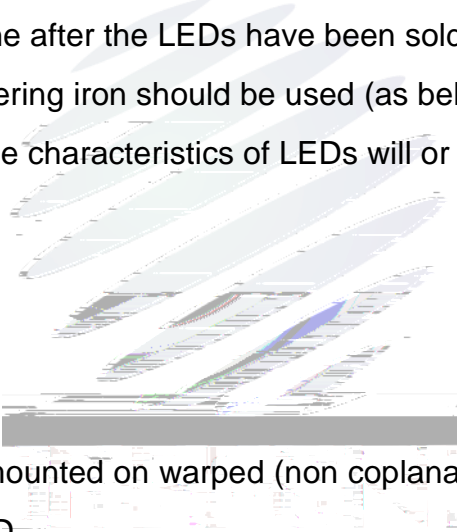 ne after the LEDs have been sold
ering iron should be used (as bel
e characteristics of LEDs will or
mounted on warped (non coplana
D